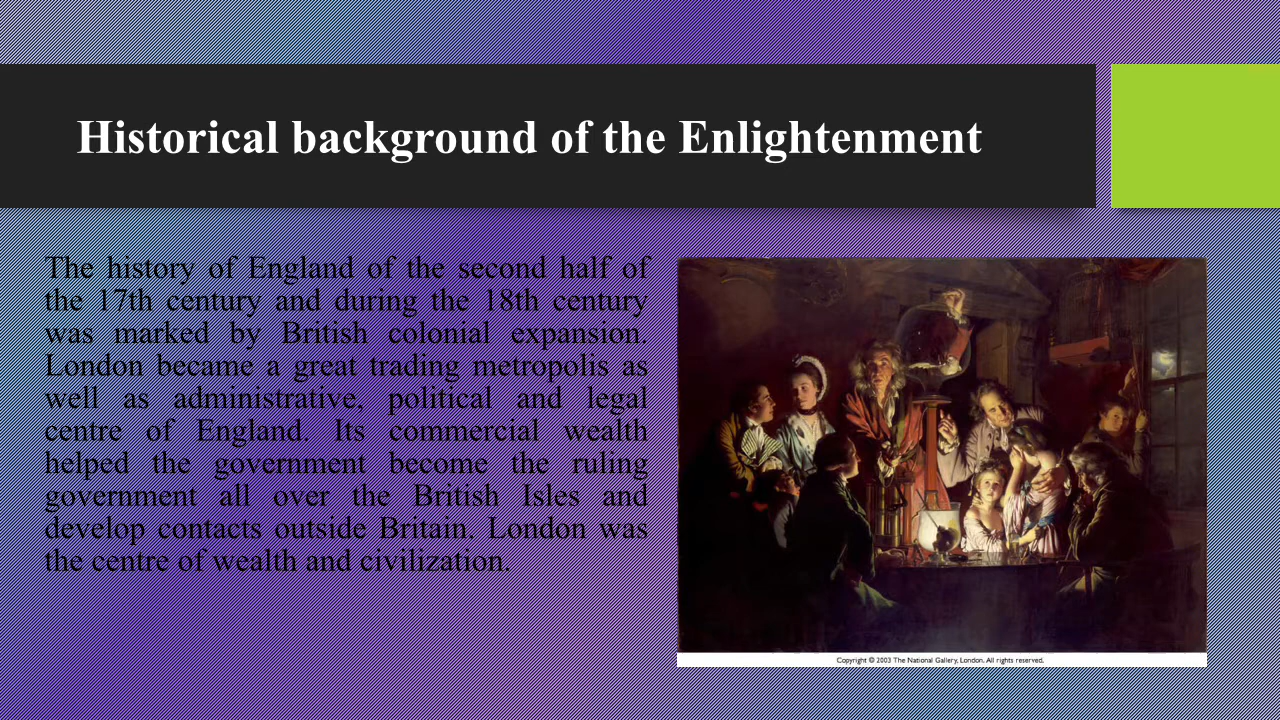 Historical background of the Enlightenment
The history of England of the second half of
the 17th century and during the 18th century
was marked by British colonial expansion.
London became a great trading metropolis as
well as administrative, political and legal
centre of England. Its commercial wealth
helped the government become the ruling
government all over the British Isles and
develop contacts outside Britain. London was
the centre of wealth and civilization.
Copyright © 2003 The National Gallery, London. All rights reserved.